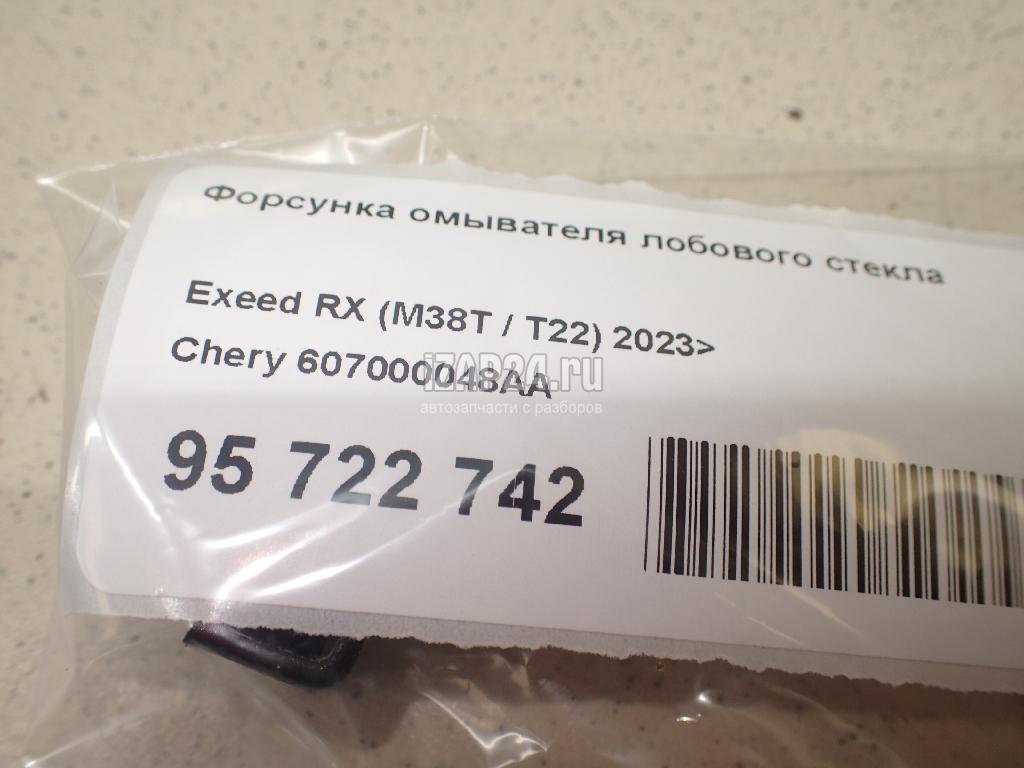 Форсунка омывателя лобового стекла
Exeed RX (M38T / T22) 2023>
Chery 607000048AA
iZAP24.ru
автозапчасти с разборов
95 722 742